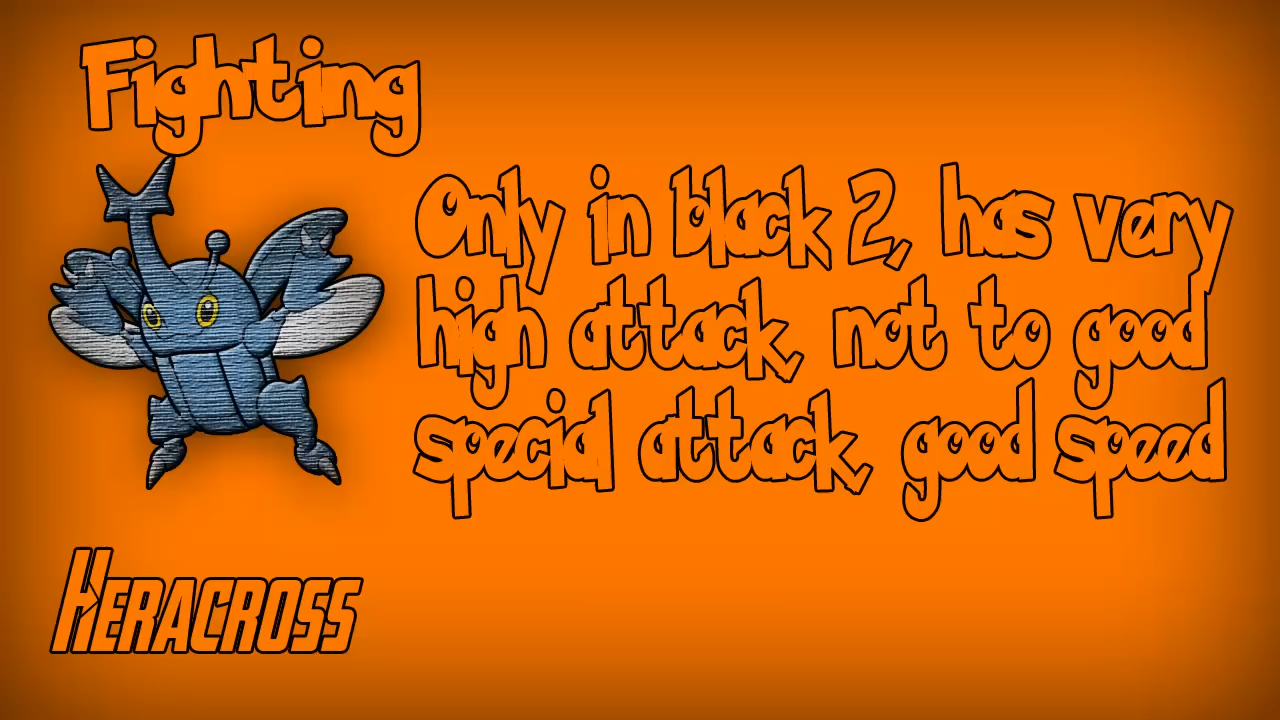 Fighting
Only in black 2, has very
high attack, not to good
special attack, good speed
Heracross